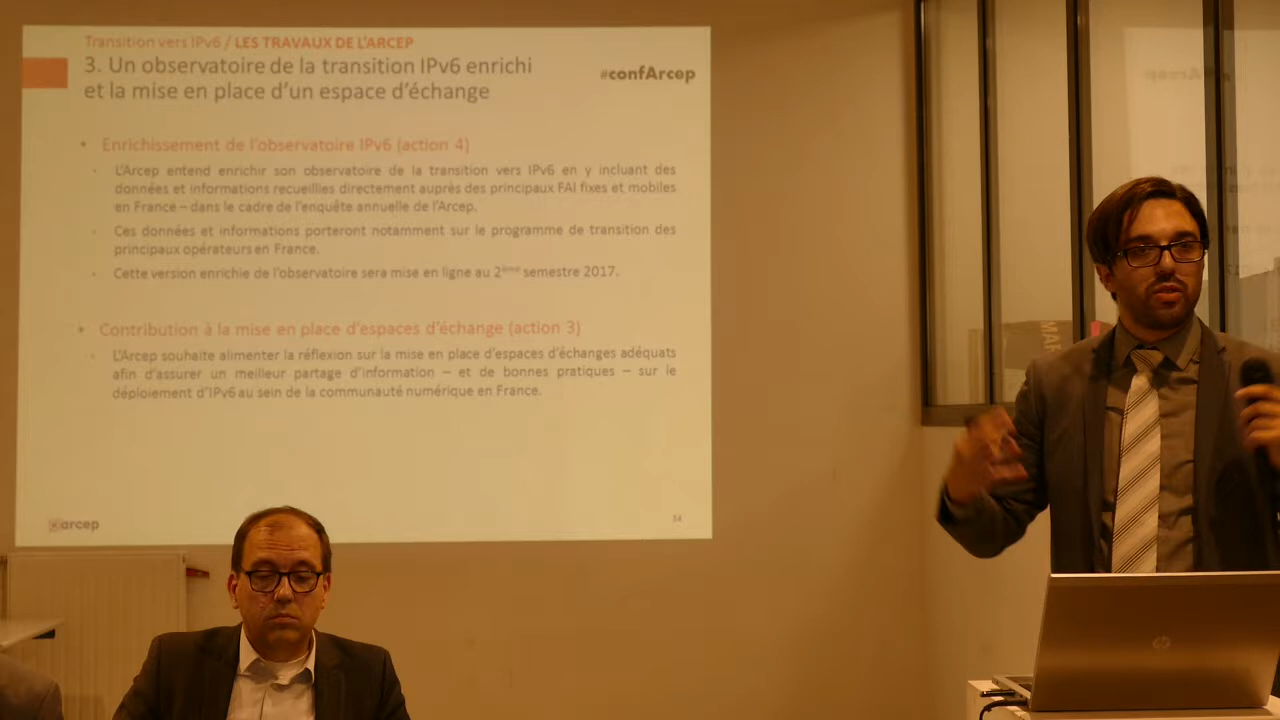 Transition vers IPv6 / LES TRAVAUX DE L'ARCEP
3. Un observatoire de la transition IPv6 enrichi
et la mise en place d'un espace d'échange
#confArcep
• Enrichissement de l'observatoire IPv6 (action 4)
L'Arcep entend enrichir son observatoire de la transition vers IPv6 en y incluant des
données et informations recueillies directement auprès des principaux FAI fixes et mobiles
en France – dans le cadre de l'enquête annuelle de l'Arcep.
Ces données et informations porteront notamment sur le programme de transition des
principaux opérateurs en France.
Cette version enrichie de l'observatoire sera mise en ligne au 2ème semestre 2017.
• Contribution à la mise en place d'espaces d'échange (action 3)
L'Arcep souhaite alimenter la réflexion sur la mise en place d'espaces d'échanges adéquats
afin d'assurer un meilleur partage d'information – et de bonnes pratiques – sur le
déploiement d'IPv6 au sein de la communauté numérique en France.
arcep
MAR
hp